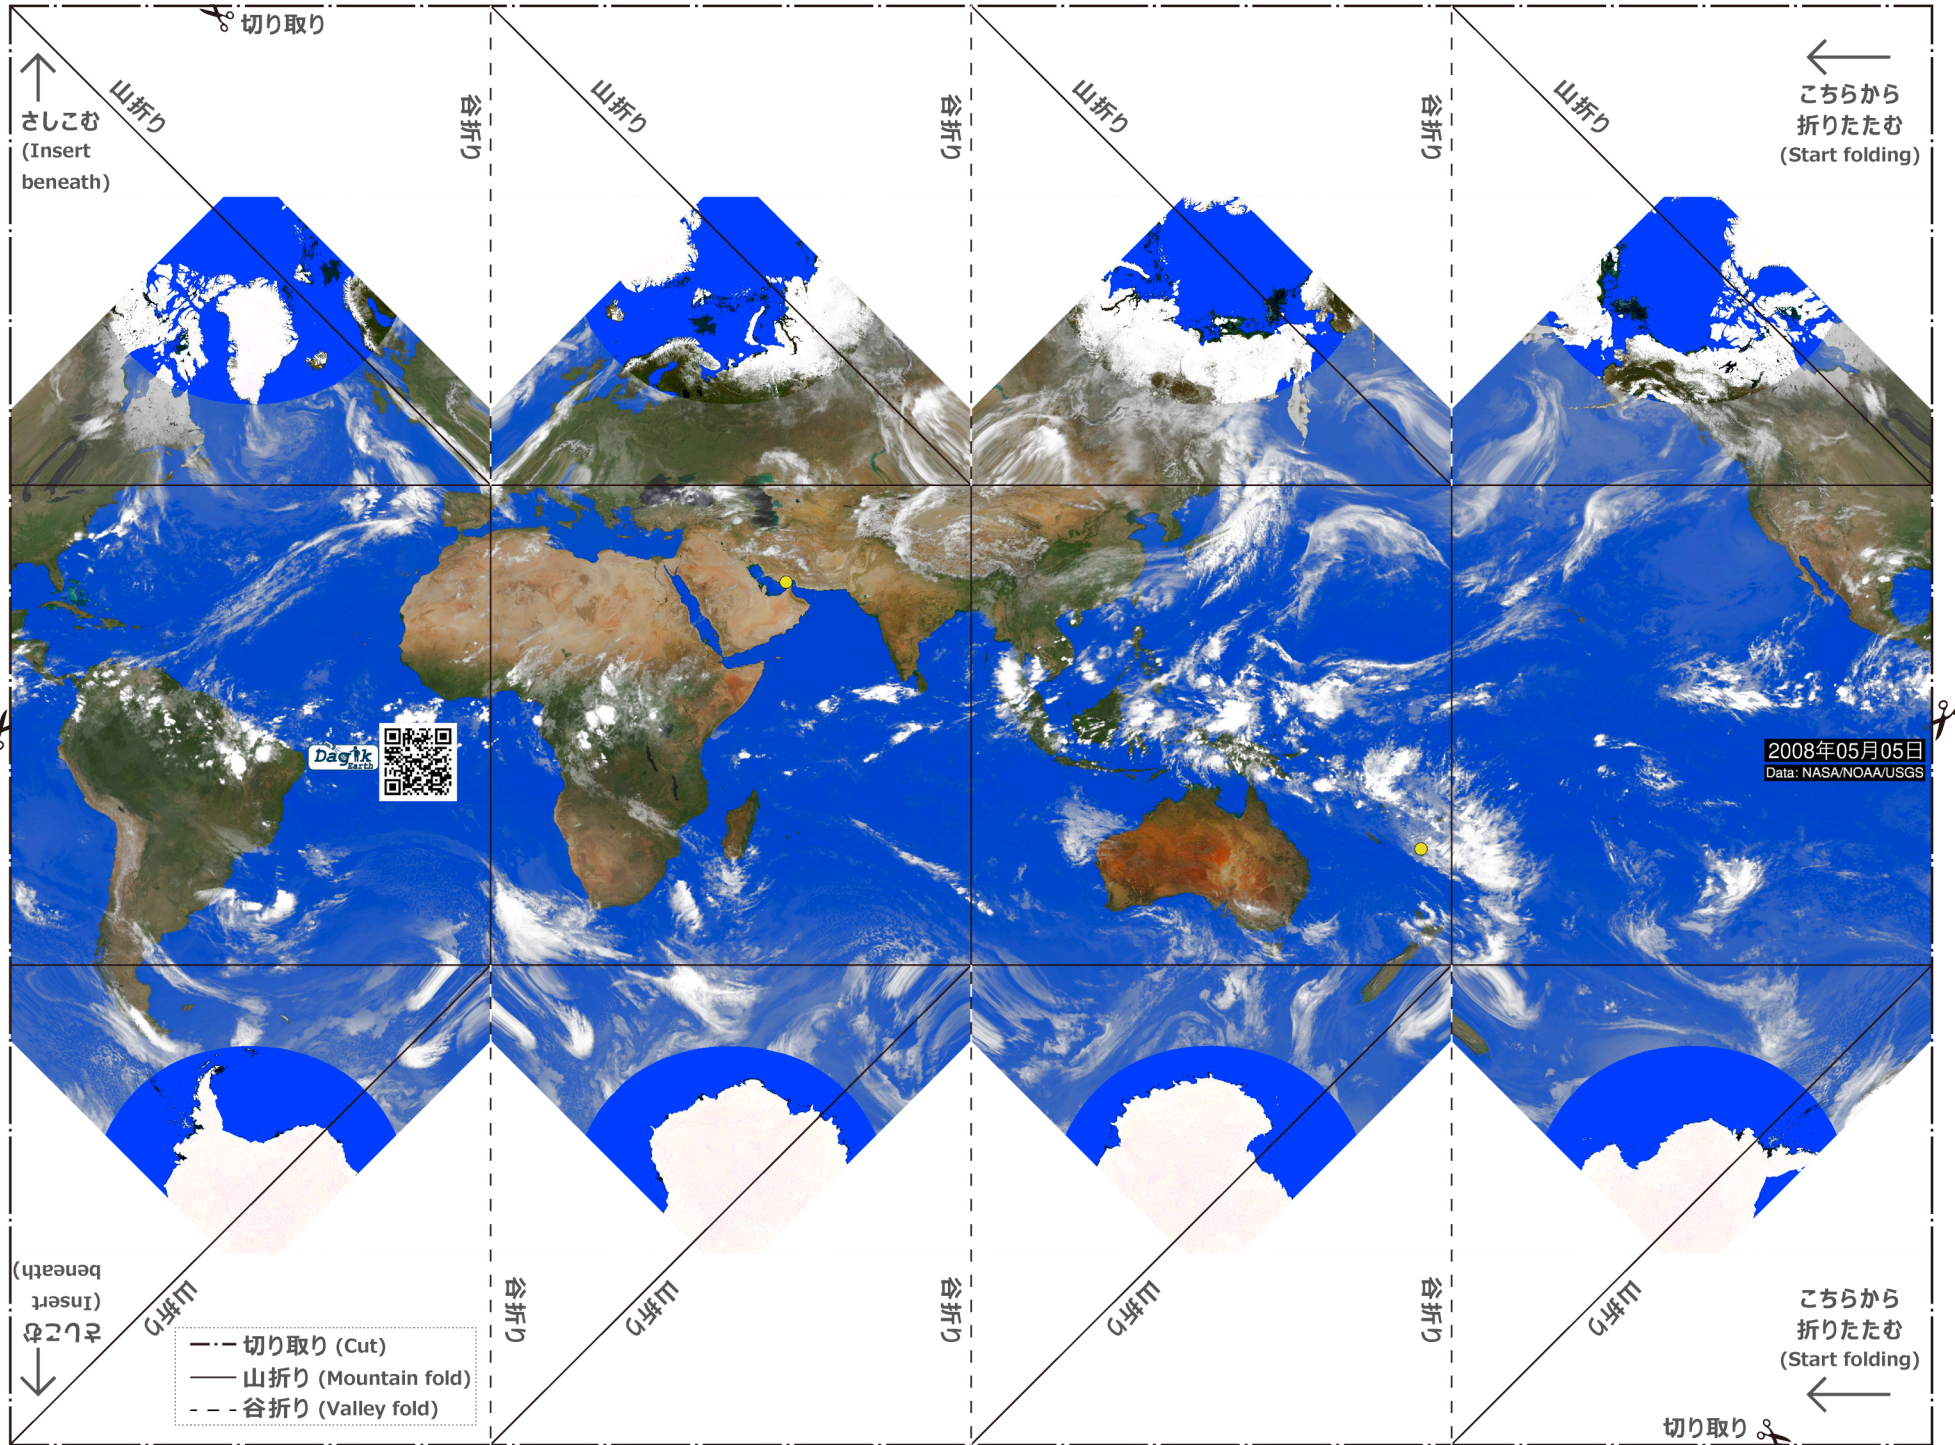 切り取り
山折り
谷折り
山折り
谷折り
山折り
谷折り
山折り
さしこむ
(Insert
beneath)
こちらから
折りたたむ
(Start folding)
Dagik
Earth
2008年05月05日
Data: NASA/NOAA/USGS
さしこむ
(Insert
beneath)
山折り
谷折り
山折り
谷折り
山折り
谷折り
山折り
こちらから
折りたたむ
(Start folding)
切り取り (Cut)
山折り (Mountain fold)
谷折り (Valley fold)
切り取り